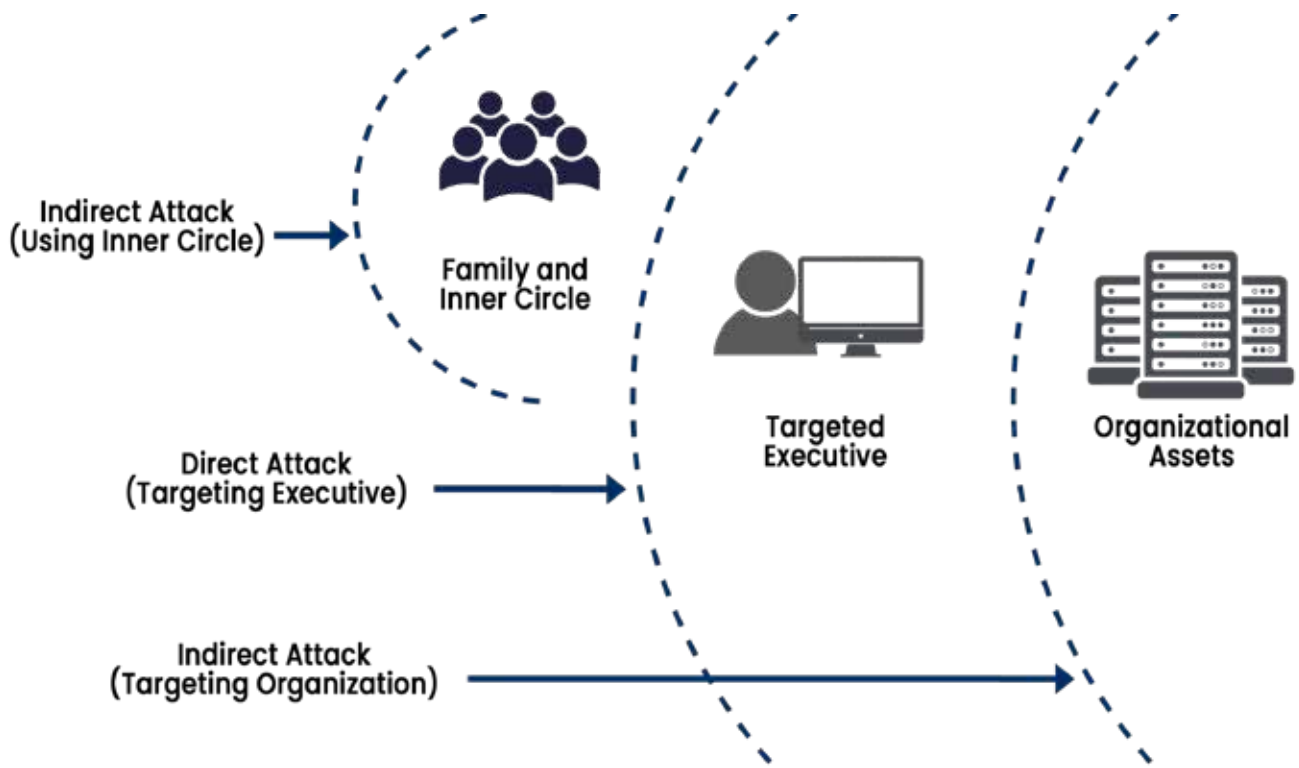 Indirect Attack
(Using Inner Circle)
Family and
Inner Circle
Targeted
Executive
Organizational
Assets
Direct Attack
(Targeting Executive)
Indirect Attack
(Targeting Organization)